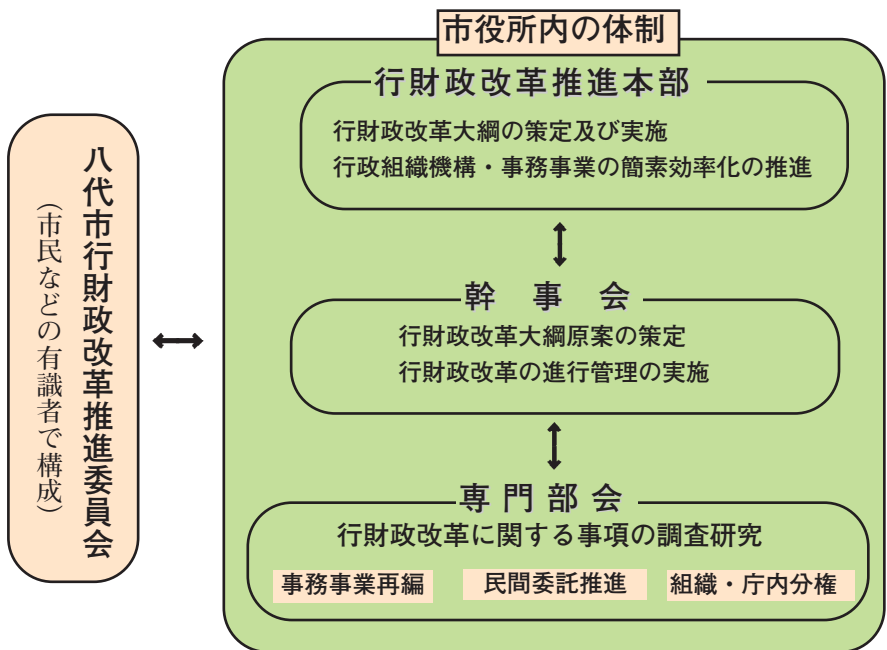 市役所内の体制
行財政改革推進本部
行財政改革大綱の策定及び実施
行政組織機構・事務事業の簡素効率化の推進
八代市行財政改革推進委員会
(市民などの有識者で構成)
幹事会
行財政改革大綱原案の策定
行財政改革の進行管理の実施
専門部会
行財政改革に関する事項の調査研究
事務事業再編
民間委託推進
組織・庁内分権